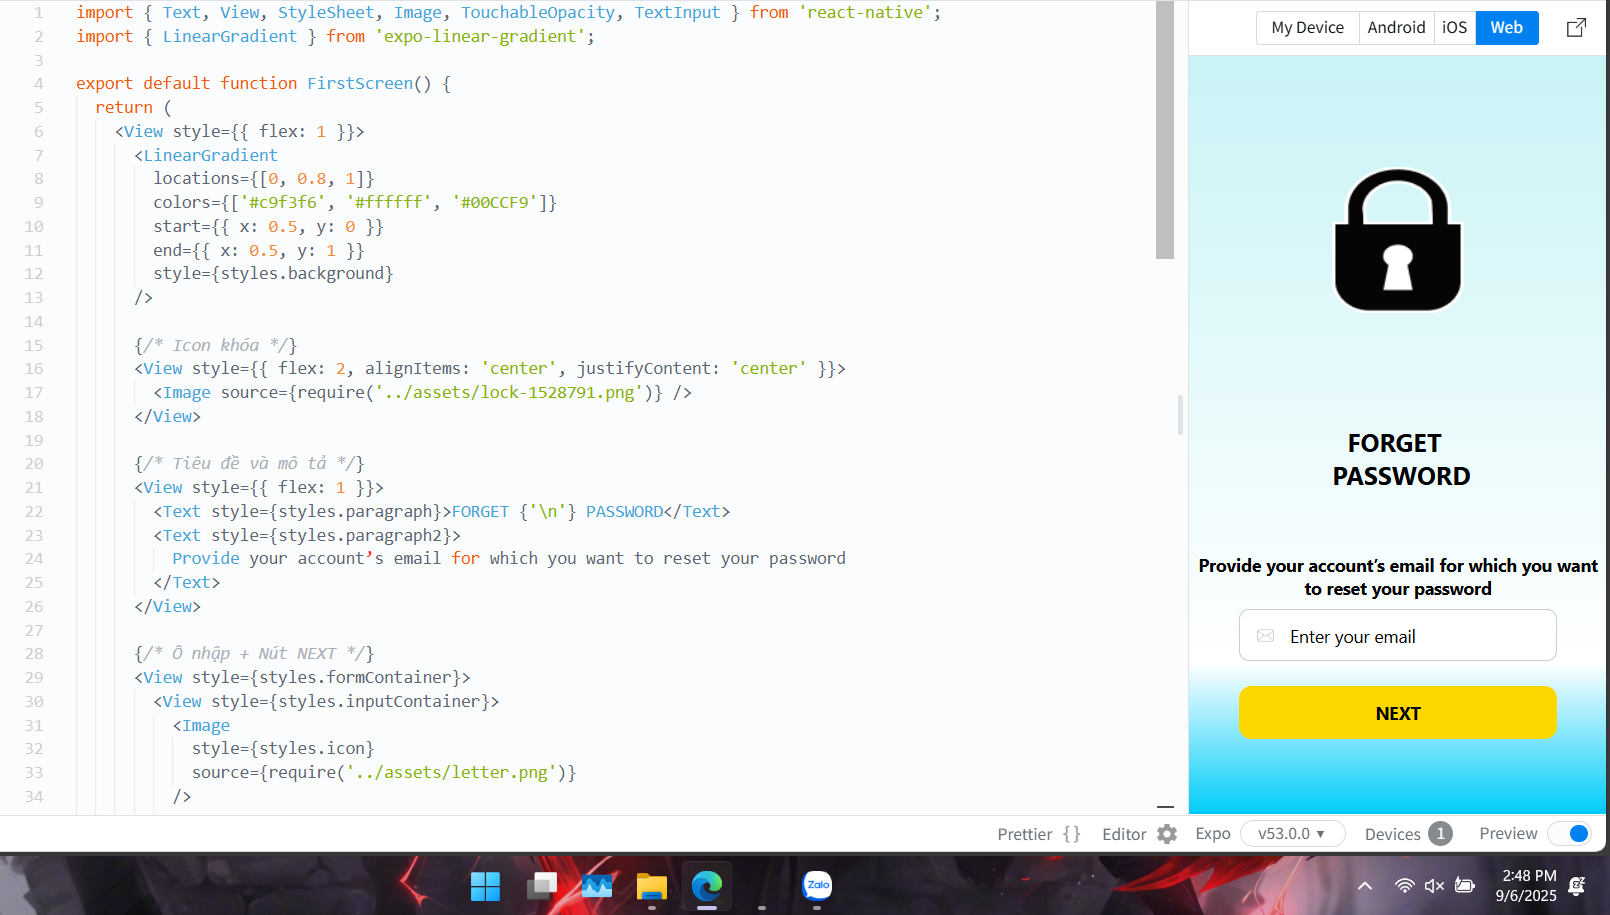 1 import { Text, View, StyleSheet, Image, TouchableOpacity, TextInput } from 'react-native';
2 import { LinearGradient } from 'expo-linear-gradient';
3
4 export default function FirstScreen() {
5 return (
6 <View style={{ flex: 1 }}>
7 <LinearGradient
8 locations={[0, 0.8, 1]}
9 colors={['#c9f3f6', '#ffffff', '#00CCF9']}
10 start={{ x: 0.5, y: 0 }}
11 end={{ x: 0.5, y: 1 }}
12 style={styles.background}
13 />
14
15 {/* Icon khóa */}
16 <View style={{ flex: 2, alignItems: 'center', justifyContent: 'center' }}>
17 <Image source={require('../assets/lock-1528791.png')} />
18 </View>
19
20 {/* Tiêu đề và mô tả */}
21 <View style={{ flex: 1 }}>
22 <Text style={styles.paragraph}>FORGET {'\n'} PASSWORD</Text>
23 <Text style={styles.paragraph2}>
24 Provide your account’s email for which you want to reset your password
25 </Text>
26 </View>
27
28 {/* Ô nhập + Nút NEXT */}
29 <View style={styles.formContainer}>
30 <View style={styles.inputContainer}>
31 <Image
32 style={styles.icon}
33 source={require('../assets/letter.png')}
34 />
My Device Android iOS Web
FORGET
PASSWORD
Provide your account’s email for which you want
to reset your password
Enter your email
NEXT
Prettier { } Editor Expo v53.0.0 ▼ Devices 1 Preview
Zalo
2:48 PM
9/6/2025